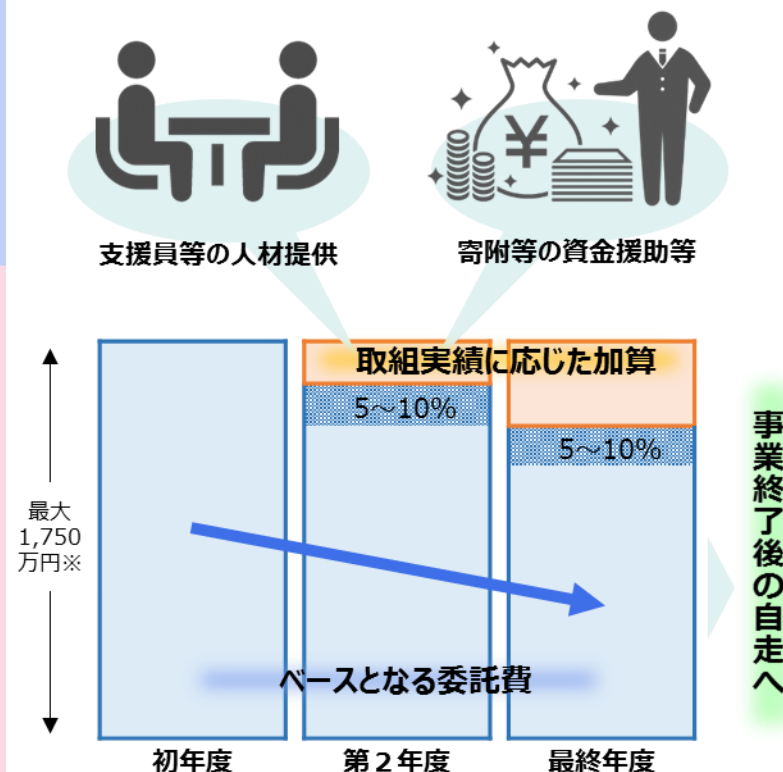 ¥
支援員等の人材提供
寄附等の資金援助等
取組実績に応じた加算
5～10%
5～10%
最大
1,750
万円※
ベースとなる委託費
事業終了後の自走へ
初年度
第２年度
最終年度